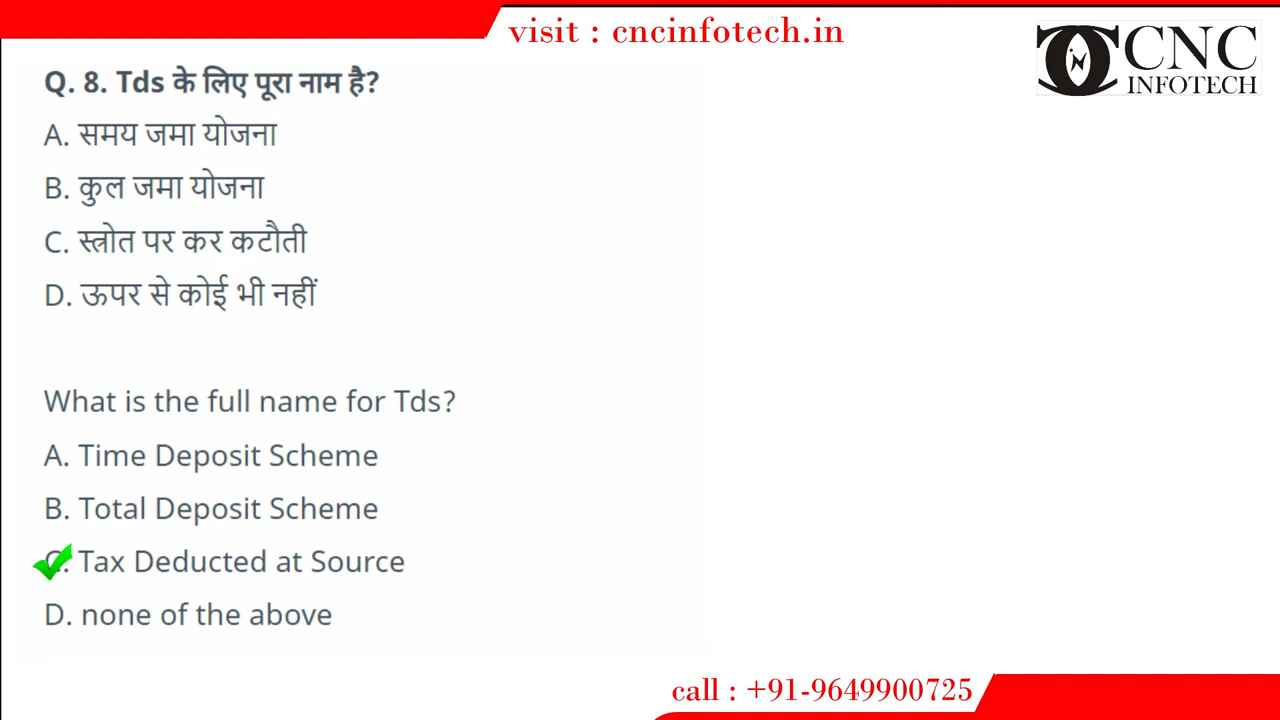 visit : cncinfotech.in
CNC
INFOTECH
Q. 8. Tds के लिए पूरा नाम है?
A. समय जमा योजना
B. कुल जमा योजना
C. स्त्रोत पर कर कटौती
D. ऊपर से कोई भी नहीं
What is the full name for Tds?
A. Time Deposit Scheme
B. Total Deposit Scheme
C. Tax Deducted at Source
D. none of the above
call : +91-9649900725